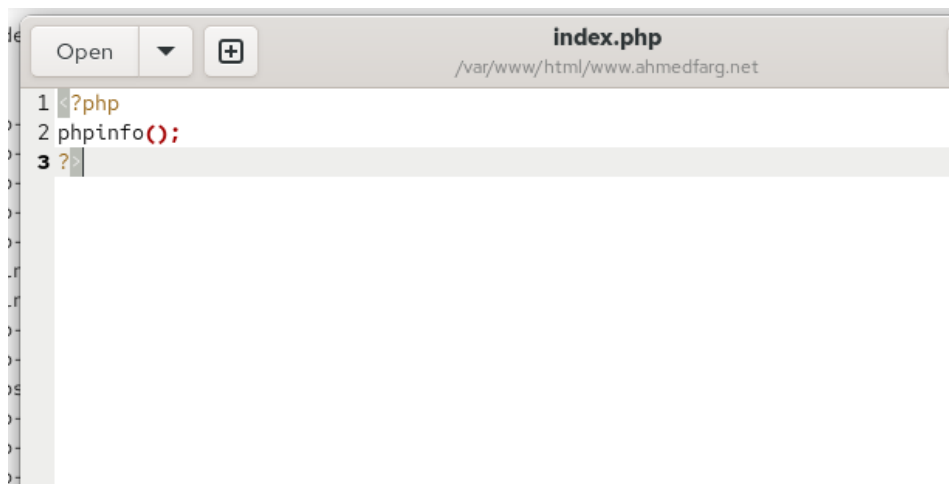 Open
index.php
/var/www/html/www.ahmedfarg.net
1 <?php
2 phpinfo();
3 ?>